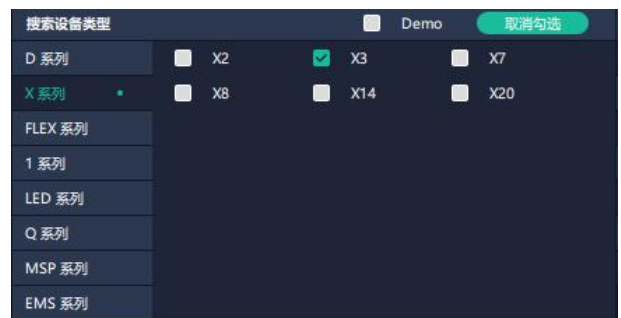 搜索设备类型 Demo 取消勾选
D 系列 X2 X3 X7
X 系列 X8 X14 X20
FLEX 系列
1 系列
LED 系列
Q 系列
MSP 系列
EMS 系列